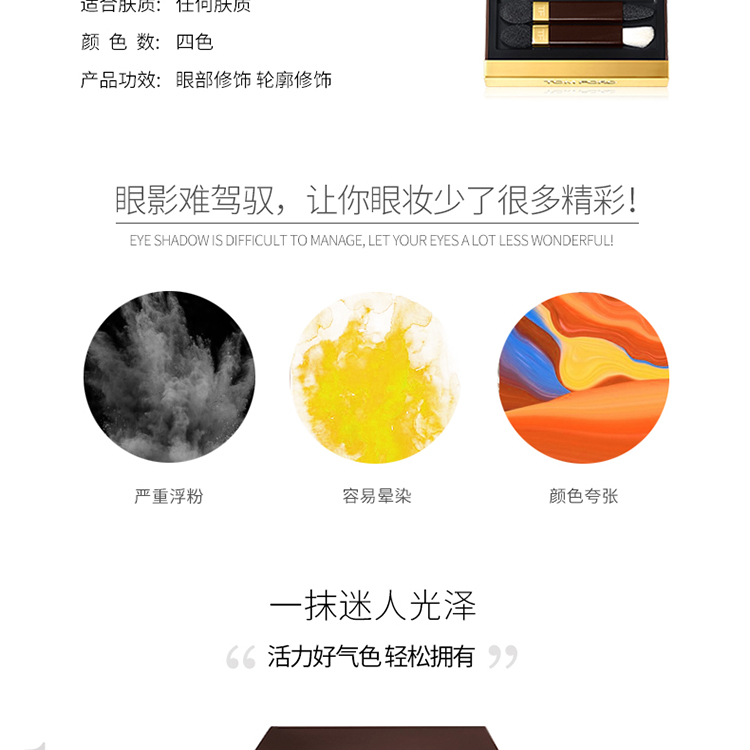 适合肤质: 任何肤质
颜 色 数: 四色
产品功效: 眼部修饰 轮廓修饰
眼影难驾驭，让你眼妆少了很多精彩！
EYE SHADOW IS DIFFICULT TO MANAGE, LET YOUR EYES A LOT LESS WONDERFUL!
严重浮粉
容易晕染
颜色夸张
一抹迷人光泽
“ 活力好气色 轻松拥有 ”